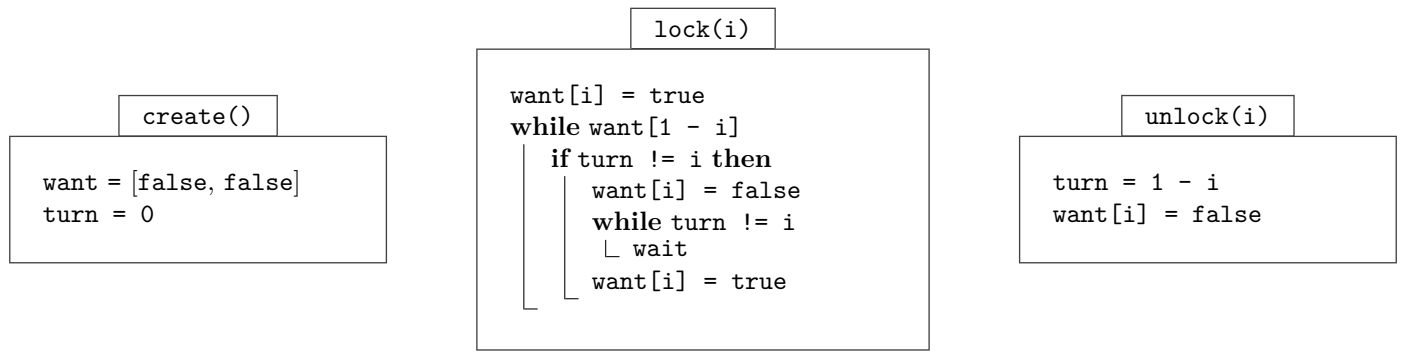 create()
want = [false, false]
turn = 0
lock(i)
want[i] = true
while want[1 - i]
if turn != i then
want[i] = false
while turn != i
wait
want[i] = true
unlock(i)
turn = 1 - i
want[i] = false